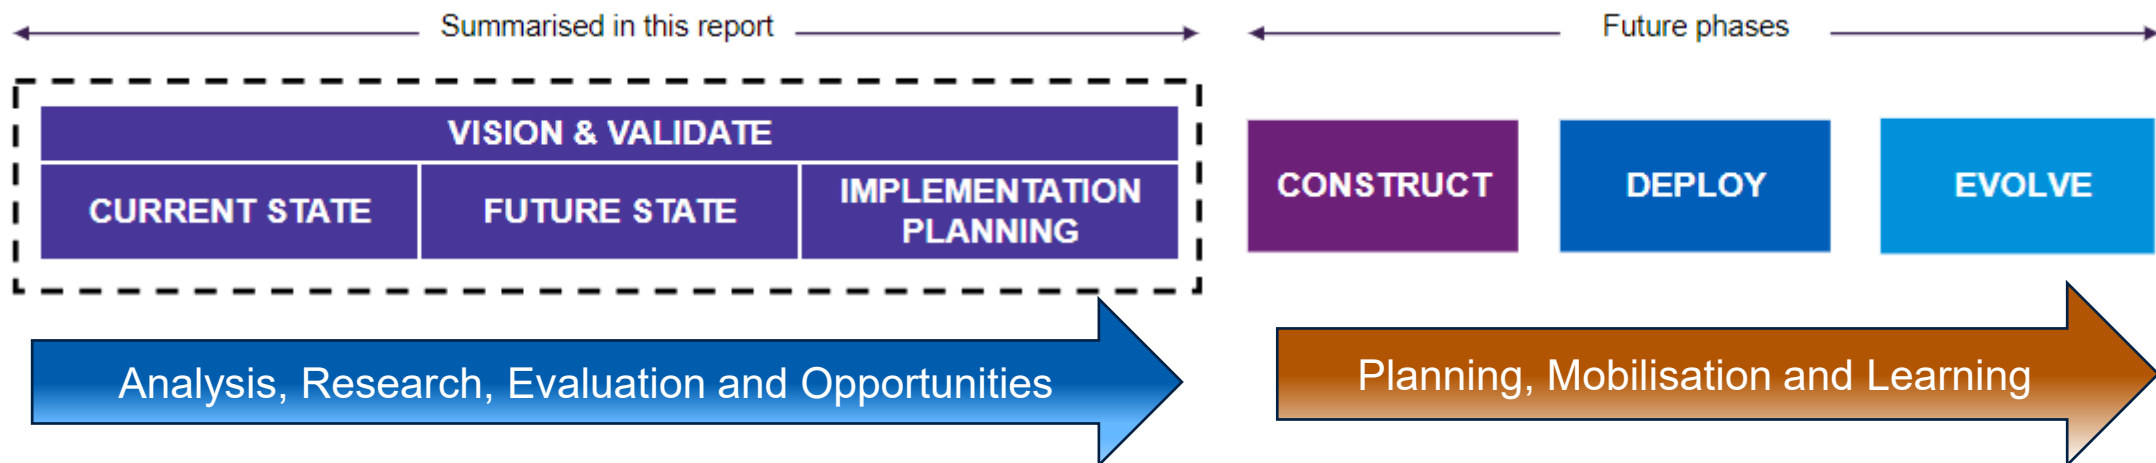 Summarised in this report
Future phases
VISION & VALIDATE
CURRENT STATE
FUTURE STATE
IMPLEMENTATION
PLANNING
CONSTRUCT
DEPLOY
EVOLVE
Analysis, Research, Evaluation and Opportunities
Planning, Mobilisation and Learning